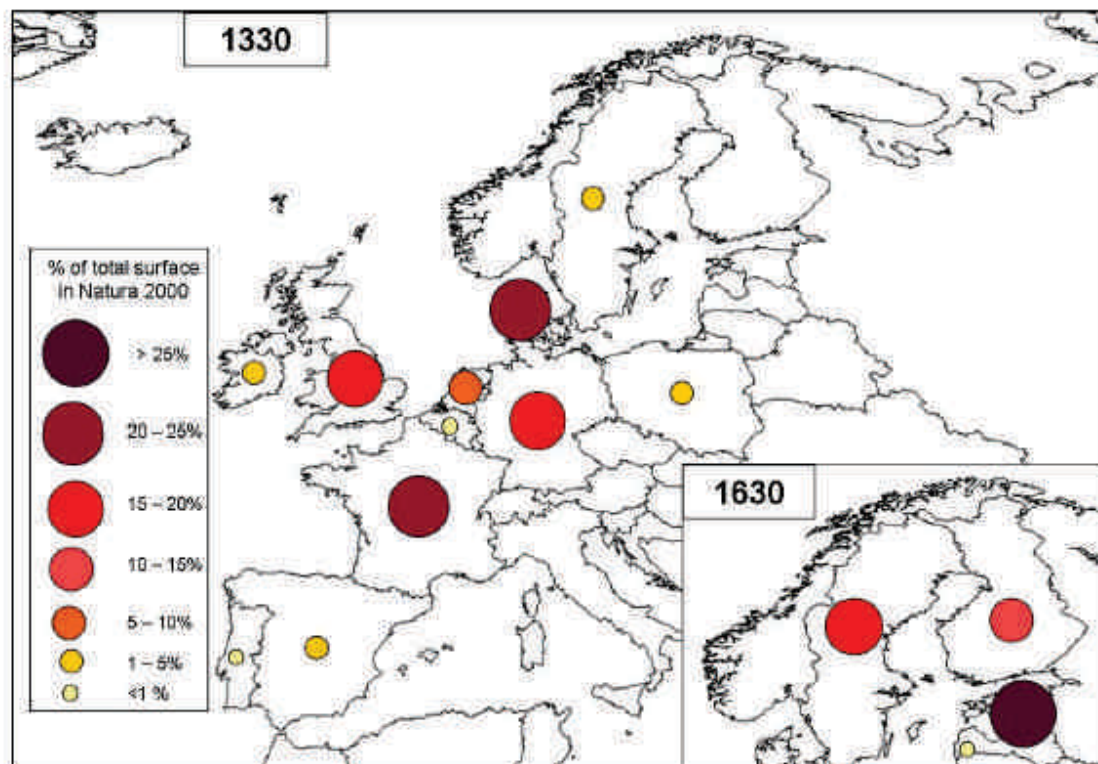 1330
% of total surface
in Natura 2000
> 25%
20 – 25%
15 – 20%
10 – 15%
5 – 10%
1 – 5%
<1 %
1630